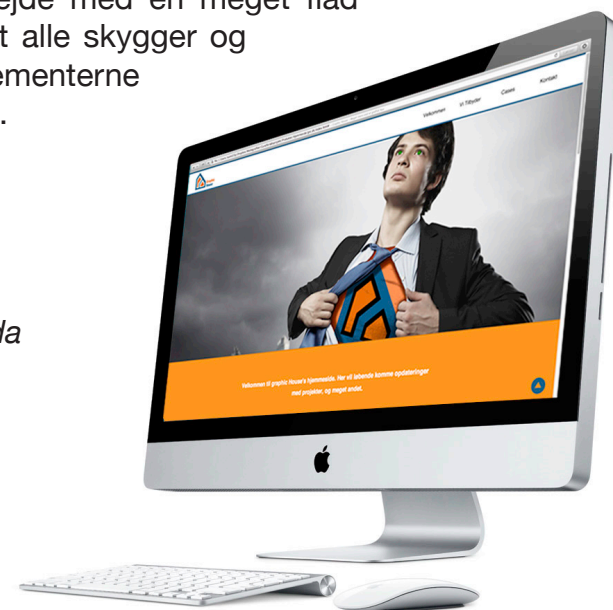 ejde med en meget flad
t alle skygger og
ementerne
.
da
Velkommen
Vi Tilbyder
Cases
Kontakt
Velkommen til graphic House's hjemmeside. Her vil løbende komme opdateringer
med projekter, og meget andet.